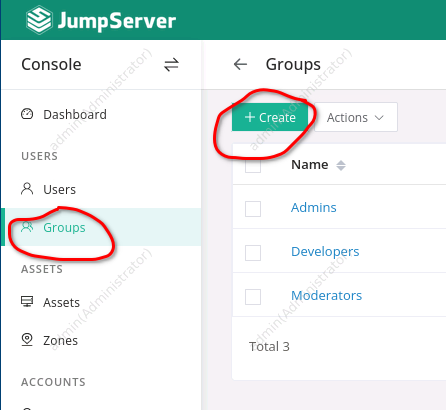 JumpServer
Console
Groups
Dashboard
+ Create
Actions
USERS
Name
Users
Admins
Groups
Developers
ASSETS
Assets
Moderators
Zones
Total 3
ACCOUNTS
admin(Administrator)
admin(Administrator)
admin(Administrator)
admin(Administrator)